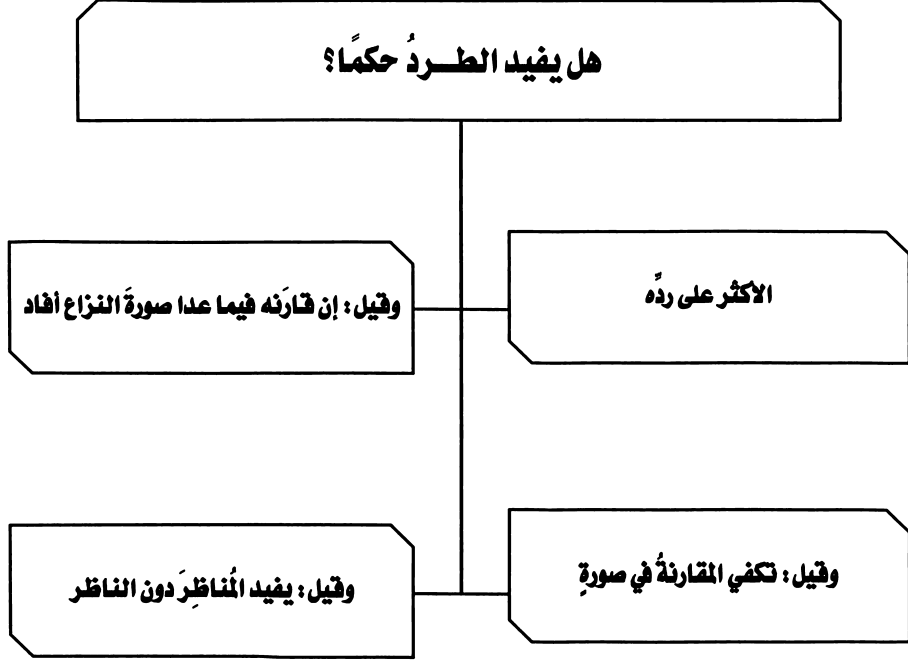 هل يفيد الطـــردُ حكمًا؟
الأكثر على ردِّه
وقيل: إن قارَنه فيما عدا صورةَ النزاع أفاد
وقيل: تكفي المقارنةُ في صورةٍ
وقيل: يفيد المُناظِرَ دون الناظر